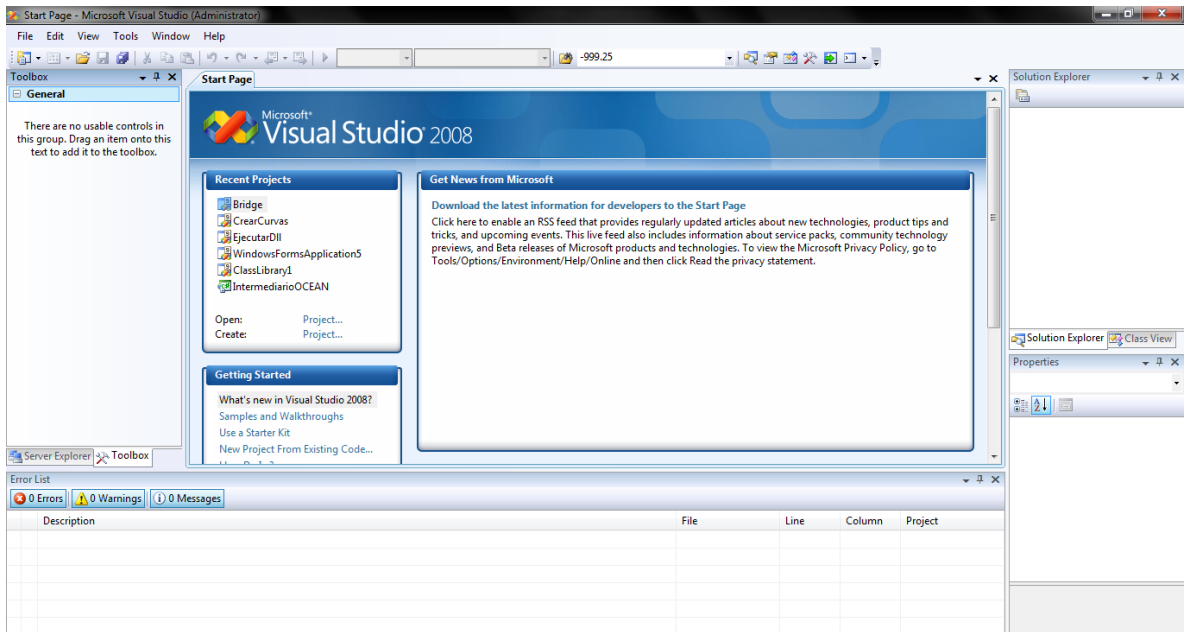 Start Page - Microsoft Visual Studio (Administrator)
File Edit View Tools Window Help
-999.25
Toolbox
General
There are no usable controls in
this group. Drag an item onto this
text to add it to the toolbox.
Server Explorer Toolbox
Start Page
Microsoft®
Visual Studio 2008
Recent Projects
Bridge
CrearCurvas
EjecutarDll
WindowsFormsApplication5
ClassLibrary1
IntermediarioOCEAN
Open: Project...
Create: Project...
Getting Started
What's new in Visual Studio 2008?
Samples and Walkthroughs
Use a Starter Kit
New Project From Existing Code...
Get News from Microsoft
Download the latest information for developers to the Start Page
Click here to enable an RSS feed that provides regularly updated articles about new technologies, product tips and
tricks, and upcoming events. This live feed also includes information about service packs, community technology
previews, and Beta releases of Microsoft products and technologies. To view the Microsoft Privacy Policy, go to
Tools/Options/Environment/Help/Online and then click Read the privacy statement.
Solution Explorer
Solution Explorer Class View
Properties
Error List
0 Errors 0 Warnings 0 Messages
Description File Line Column Project